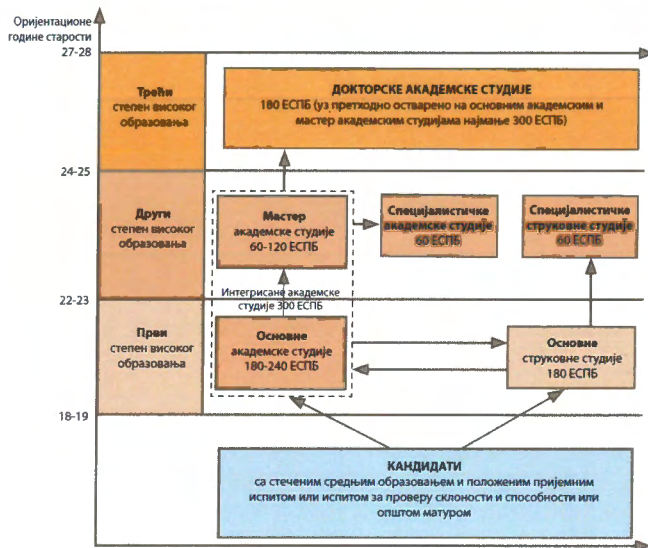 Оријентационе
године старости
27-28
Трећи
степен високог
образовања
ДОКТОРСКЕ АКАДЕМСКЕ СТУДИЈЕ
180 ЕСПБ (уз претходно остварено на основним академским и
мастер академским студијама најмање 300 ЕСПБ)
24-25
Други
степен високог
образовања
Мастер
академске студије
60-120 ЕСПБ
Специјалистичке
академске студије
60 ЕСПБ
Специјалистичке
струковне студије
60 ЕСПБ
Интегрисане академске
студије 300 ЕСПБ
22-23
Први
степен високог
образовања
Основне
академске студије
180-240 ЕСПБ
Основне
струковне студије
180 ЕСПБ
18-19
КАНДИДАТИ
са стеченим средњим образовањем и положеним пријемним
испитом или испитом за проверу склоности и способности или
општом матуром